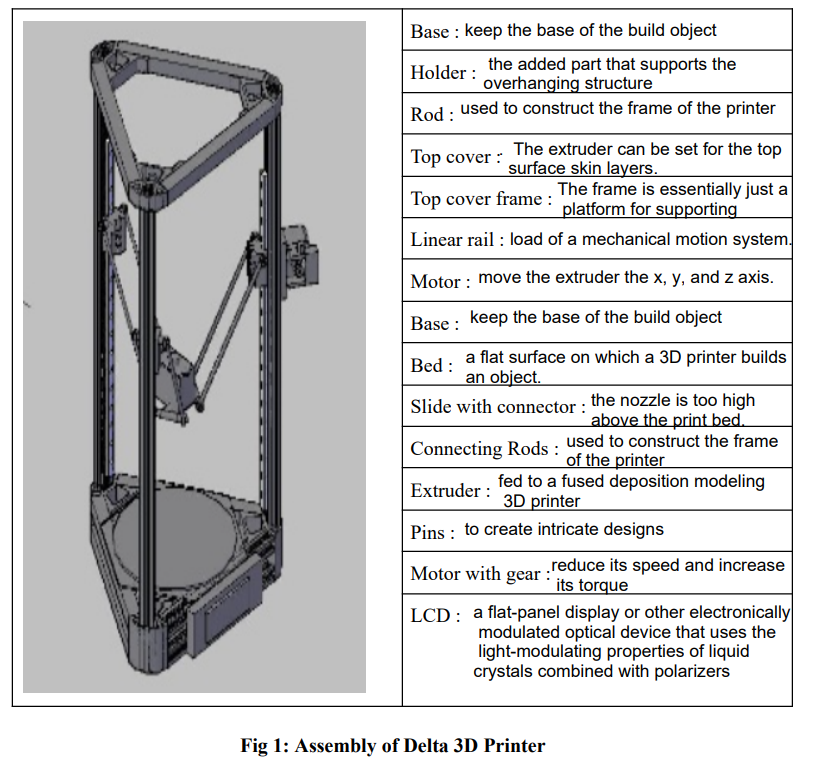 Base : keep the base of the build object
Holder : the added part that supports the
overhanging structure
Rod : used to construct the frame of the printer
Top cover : The extruder can be set for the top
surface skin layers.
Top cover frame : The frame is essentially just a
platform for supporting
Linear rail : load of a mechanical motion system.
Motor : move the extruder the x, y, and z axis.
Base : keep the base of the build object
Bed : a flat surface on which a 3D printer builds
an object.
Slide with connector : the nozzle is too high
above the print bed.
Connecting Rods : used to construct the frame
of the printer
Extruder : fed to a fused deposition modeling
3D printer
Pins : to create intricate designs
Motor with gear : reduce its speed and increase
its torque
LCD : a flat-panel display or other electronically
modulated optical device that uses the
light-modulating properties of liquid
crystals combined with polarizers
Fig 1: Assembly of Delta 3D Printer